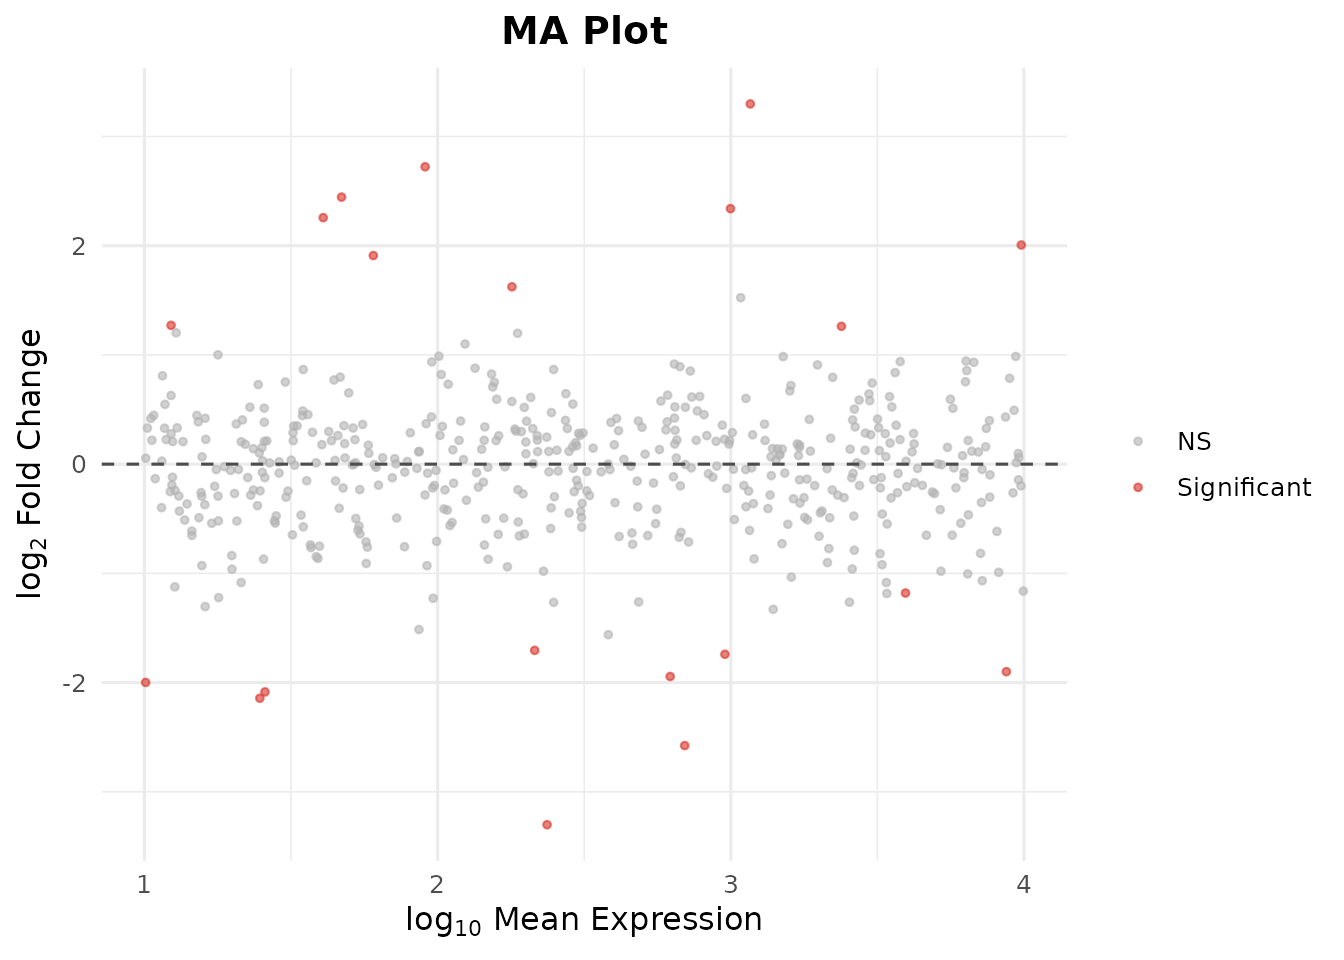 MA Plot
log₂ Fold Change
2
0
-2
1 2 3 4
log₁₀ Mean Expression
NS
Significant